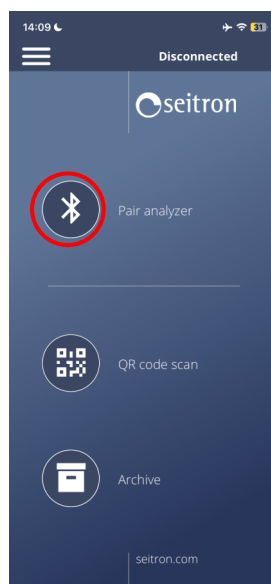 14:09
31
Disconnected
seitron
Pair analyzer
QR code scan
Archive
seitron.com